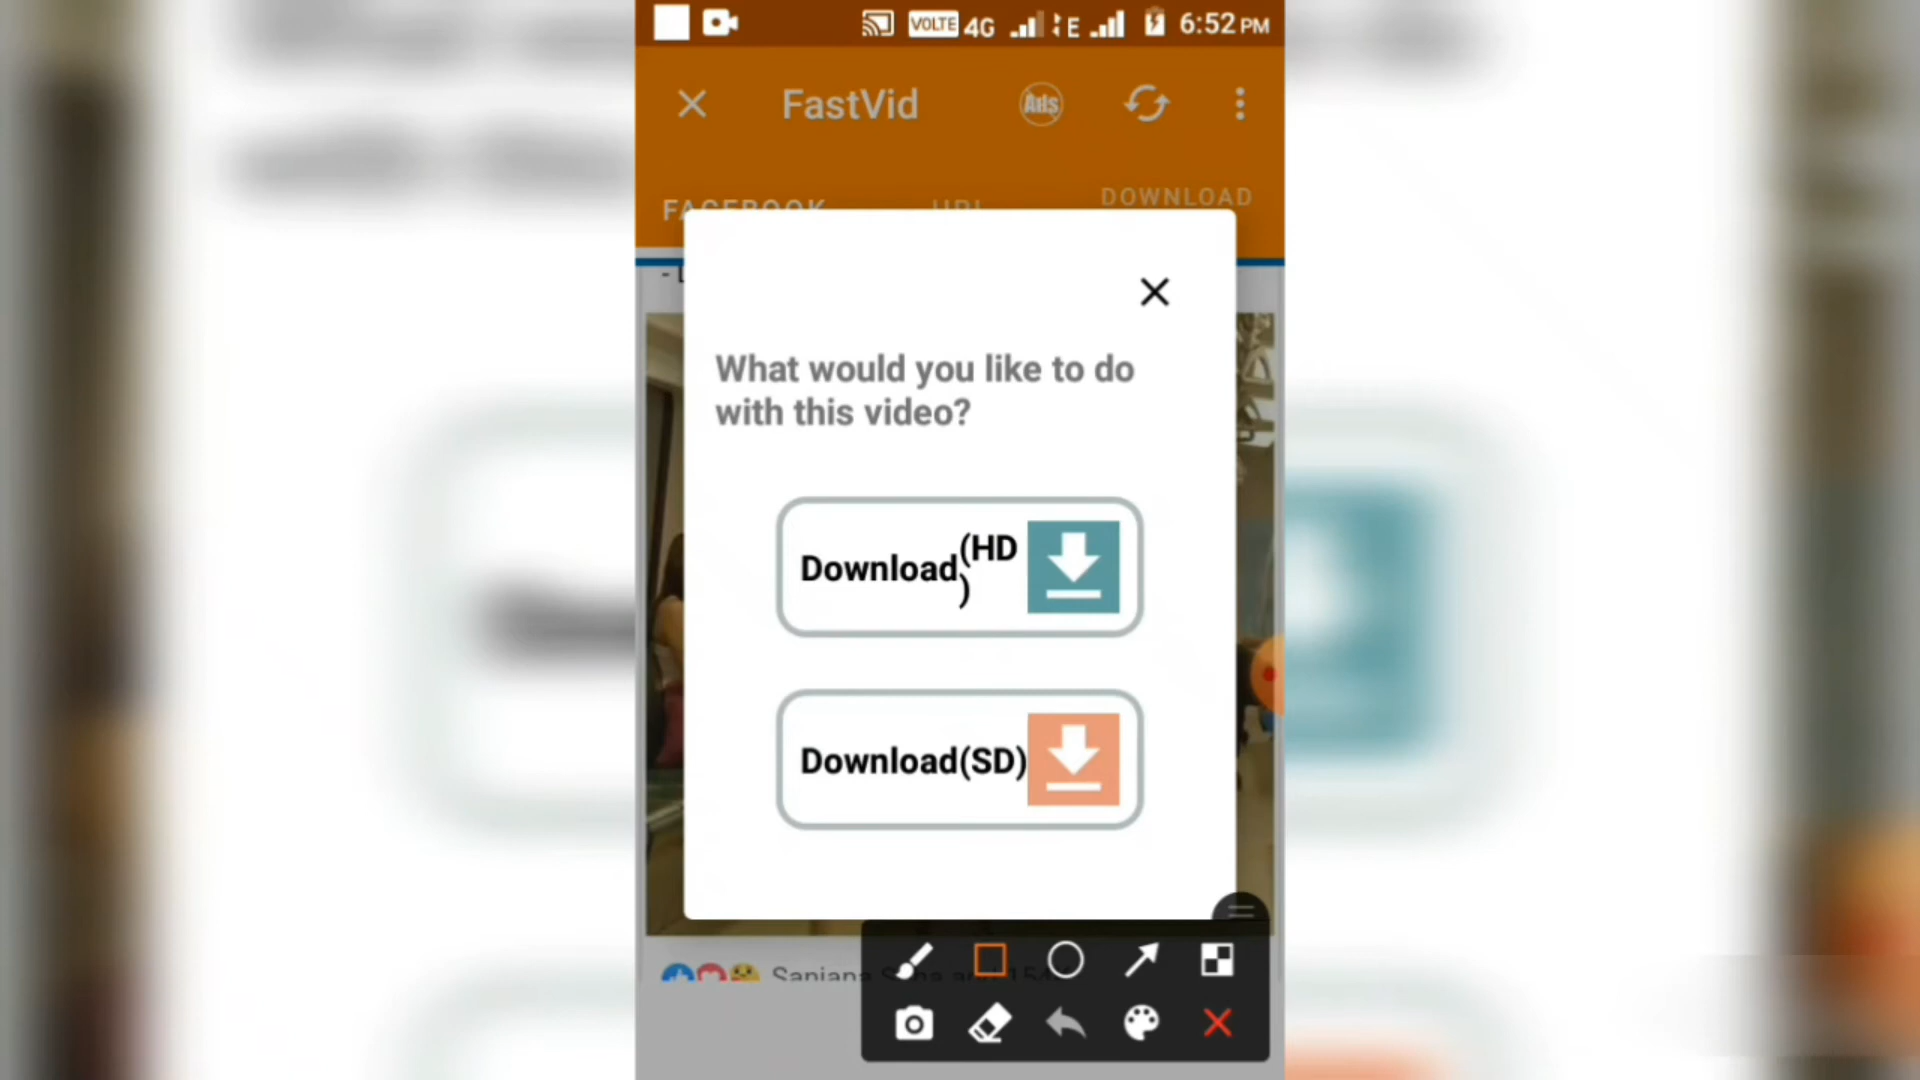 VOLTE 4G E 6:52 PM
FastVid Ads
FACEBOOK URL DOWNLOAD
What would you like to do
with this video?
Download(HD
)
Download(SD)
Sanjana